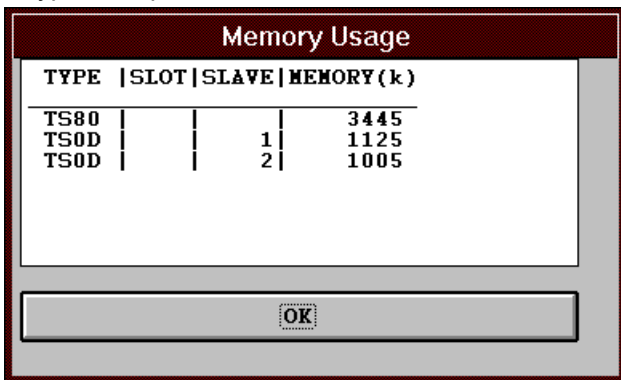 Memory Usage
TYPE |SLOT|SLAVE|MEMORY(k)
TS80 | | | 3445
TS0D | | 1| 1125
TS0D | | 2| 1005
OK